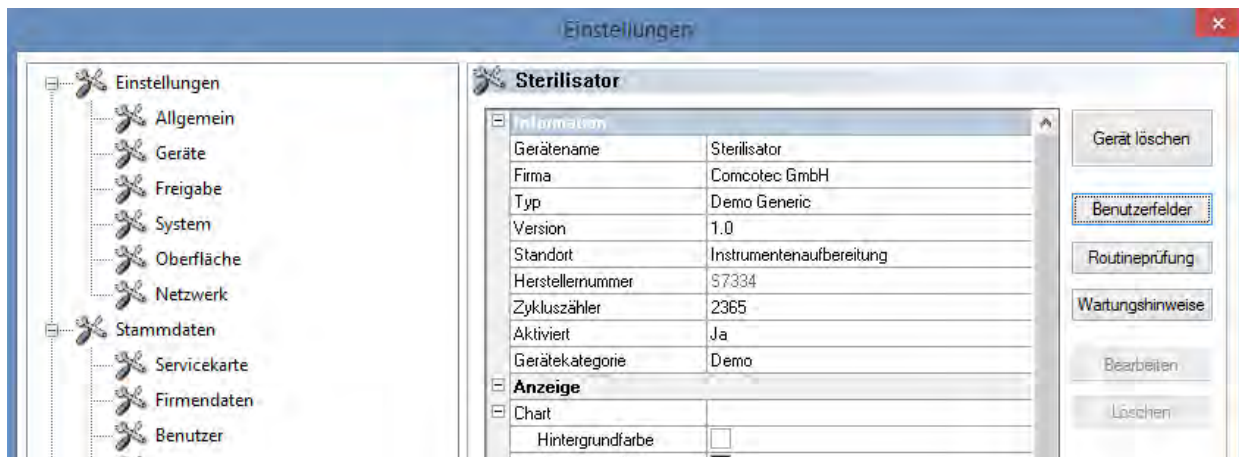 Einstellungen
Einstellungen
Allgemein
Geräte
Freigabe
System
Oberfläche
Netzwerk
Stammdaten
Servicekarte
Firmendaten
Benutzer
Sterilisator
Information
Gerätename Sterilisator
Firma Comcotec GmbH
Typ Demo Generic
Version 1.0
Standort Instrumentenaufbereitung
Herstellernummer S7334
Zykluszähler 2365
Aktiviert Ja
Gerätekategorie Demo
Anzeige
Chart
Hintergrundfarbe
Gerät löschen
Benutzerfelder
Routineprüfung
Wartungshinweise
Bearbeiten
Löschen